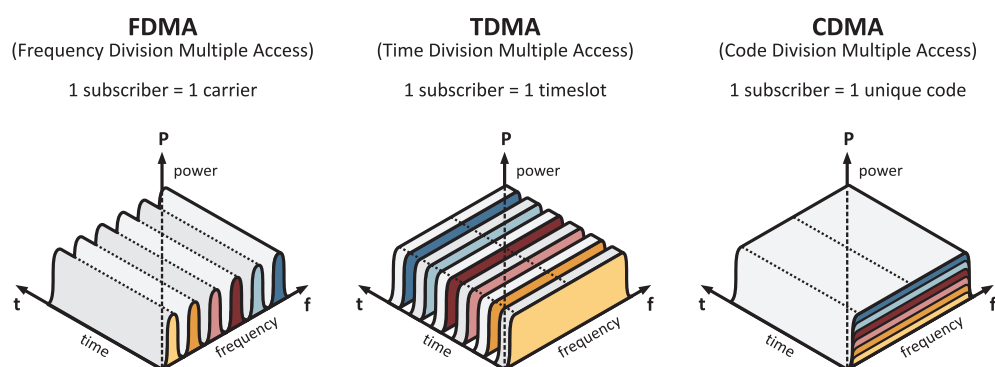 FDMA
(Frequency Division Multiple Access)
1 subscriber = 1 carrier
P
power
t
f
time
frequency
TDMA
(Time Division Multiple Access)
1 subscriber = 1 timeslot
P
power
t
f
time
frequency
CDMA
(Code Division Multiple Access)
1 subscriber = 1 unique code
P
power
t
f
time
frequency